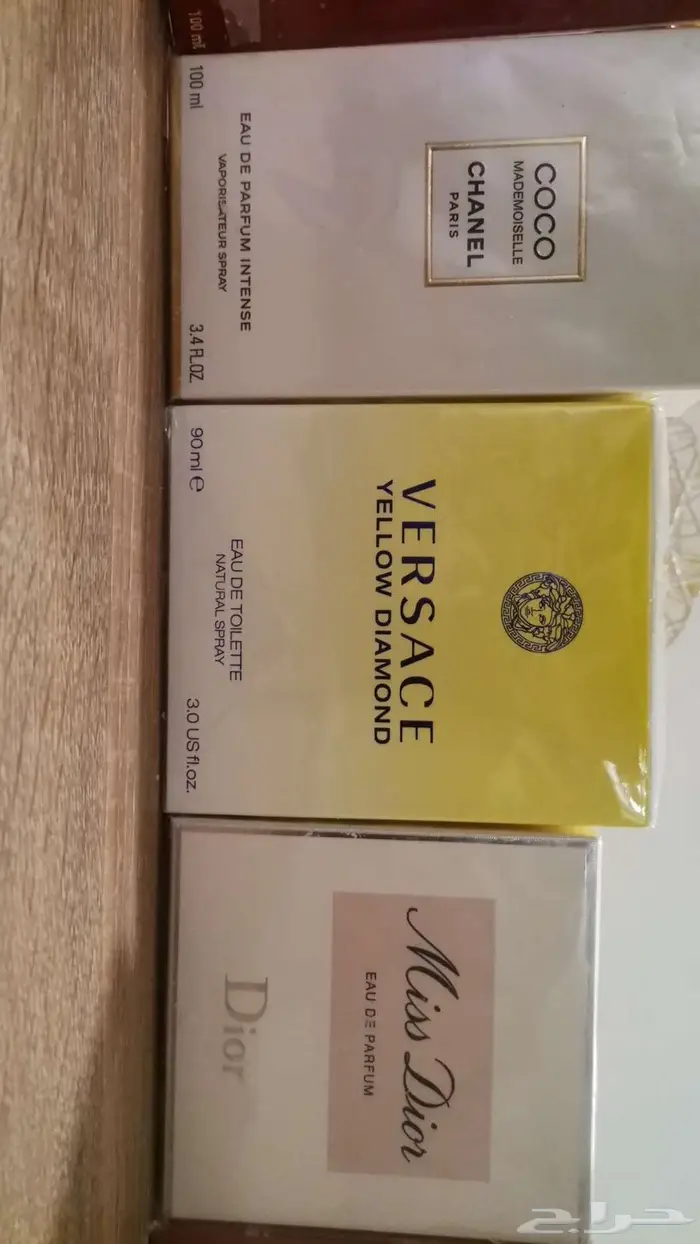 100 ml
COCO
MADEMOISELLE
CHANEL
PARIS
EAU DE PARFUM INTENSE
VAPORISATEUR SPRAY
100 ml
3.4 FL.OZ.
VERSACE
YELLOW DIAMOND
EAU DE TOILETTE
NATURAL SPRAY
90 ml e
3.0 US fl.oz.
Miss Dior
EAU DE PARFUM
Dior
حراج